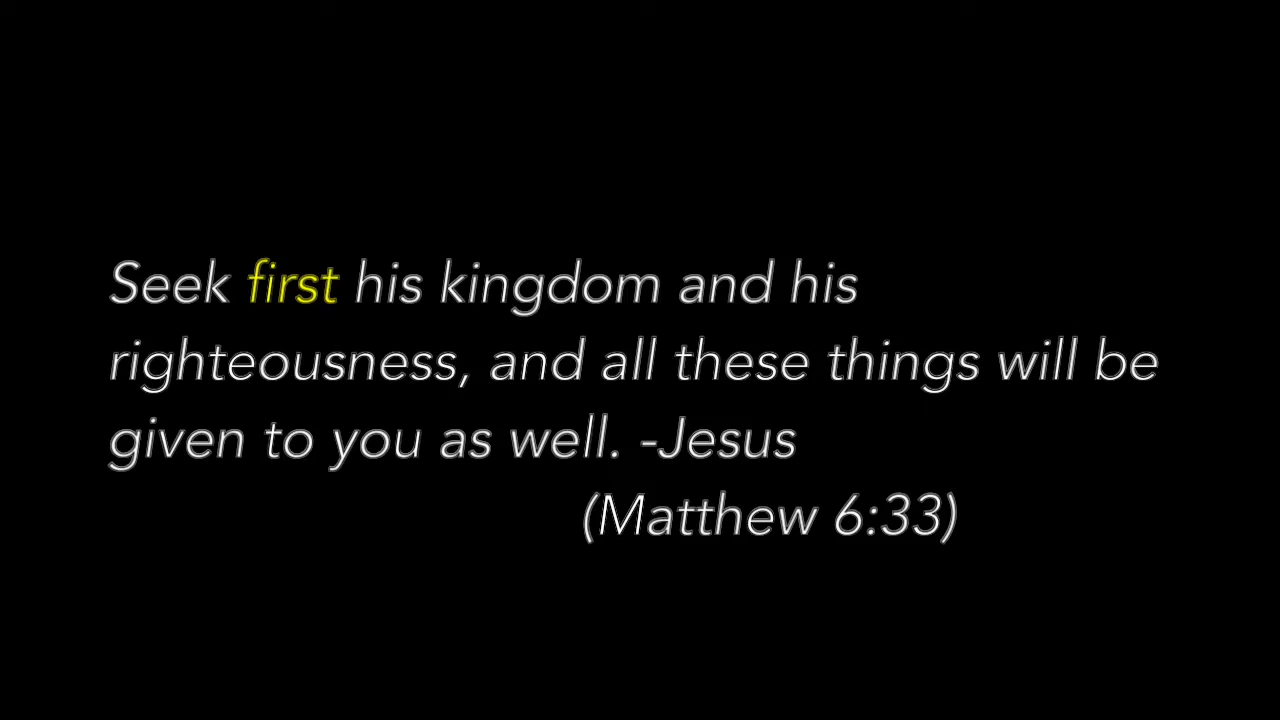 Seek first his kingdom and his
righteousness, and all these things will be
given to you as well. -Jesus
(Matthew 6:33)